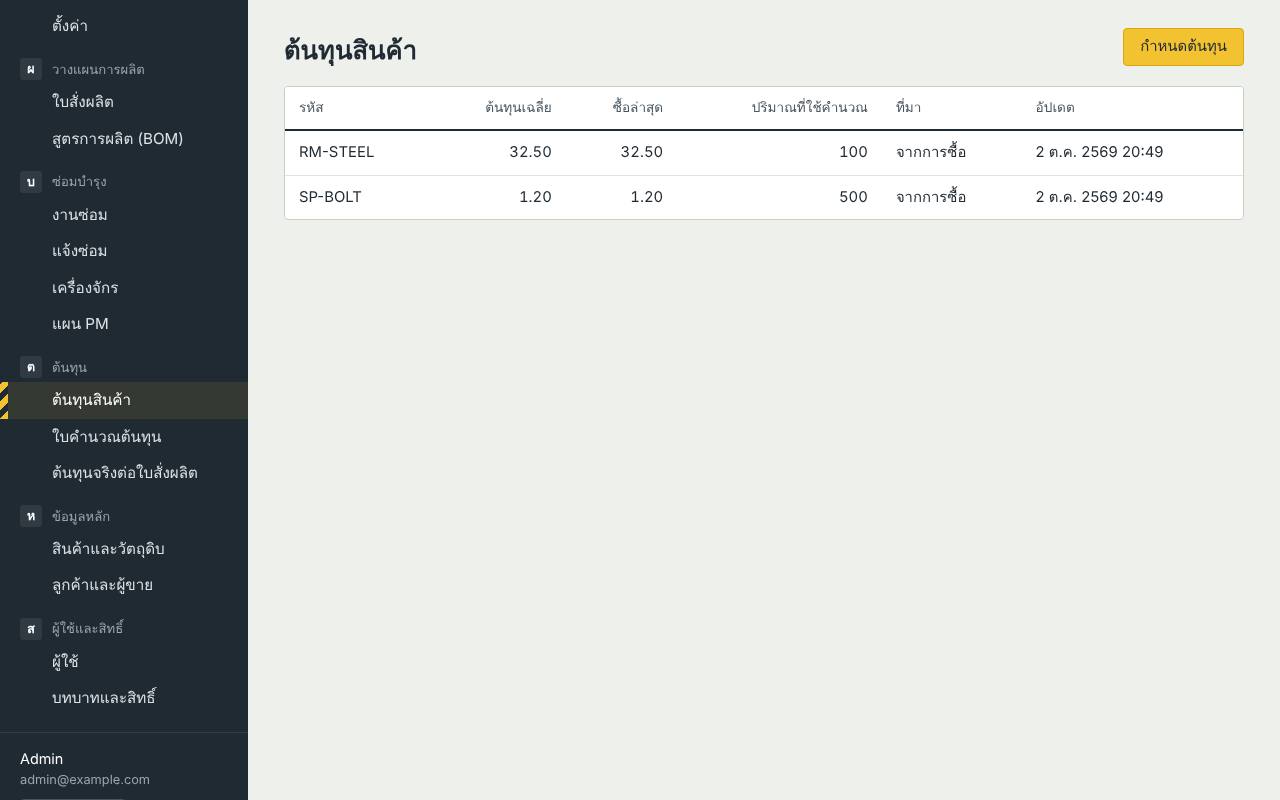 ตั้งค่า
ผ วางแผนการผลิต
ใบสั่งผลิต
สูตรการผลิต (BOM)
บ ซ่อมบำรุง
งานซ่อม
แจ้งซ่อม
เครื่องจักร
แผน PM
ต ต้นทุน
ต้นทุนสินค้า
ใบคำนวณต้นทุน
ต้นทุนจริงต่อใบสั่งผลิต
ห ข้อมูลหลัก
สินค้าและวัตถุดิบ
ลูกค้าและผู้ขาย
ส ผู้ใช้และสิทธิ์
ผู้ใช้
บทบาทและสิทธิ์
Admin
admin@example.com
ต้นทุนสินค้า
กำหนดต้นทุน
รหัส ต้นทุนเฉลี่ย ซื้อล่าสุด ปริมาณที่ใช้คำนวณ ที่มา อัปเดต
RM-STEEL 32.50 32.50 100 จากการซื้อ 2 ต.ค. 2569 20:49
SP-BOLT 1.20 1.20 500 จากการซื้อ 2 ต.ค. 2569 20:49